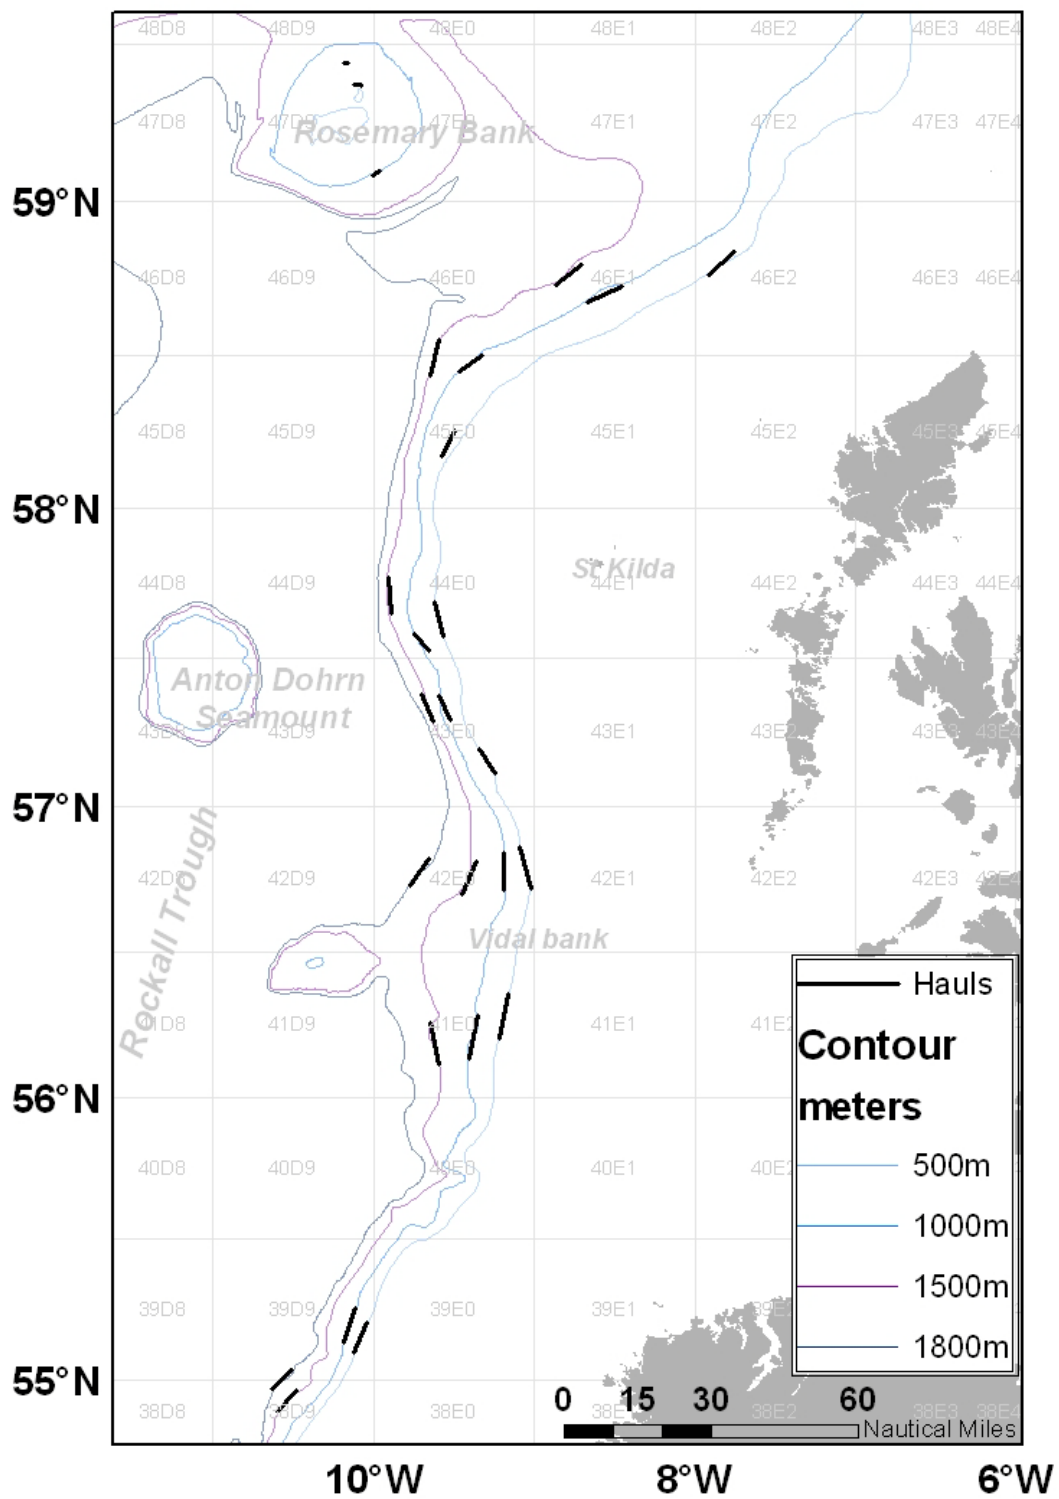 48D8 48D9 48E0 48E1 48E2 48E3 48E4
47D8 47E1 47E2 47E3 47E4
Rosemary Bank
59°N
46D8 46D9 46E0 46E1 46E2 46E3 46E4
45D8 45D9 45E0 45E1 45E2 45E3 45E4
58°N
St Kilda
44D8 44D9 44E0 44E1 44E2 44E3 44E4
Anton Dohrn
Seamount
43D9 43E0 43E1 43E2 43E3 43E4
57°N
42D8 42D9 42E1 42E2 42E3 42E4
Rockall Trough
Vidal bank
41D8 41D9 41E0 41E1 41E2
56°N
40D8 40D9 40E0 40E1 40E2
39D8 39D9 39E0 39E1
55°N
38D8 38D9 38E0 38E1 38E2 38E3 38E4
Hauls
Contour
meters
500m
1000m
1500m
1800m
0 15 30 60
Nautical Miles
10°W 8°W 6°W